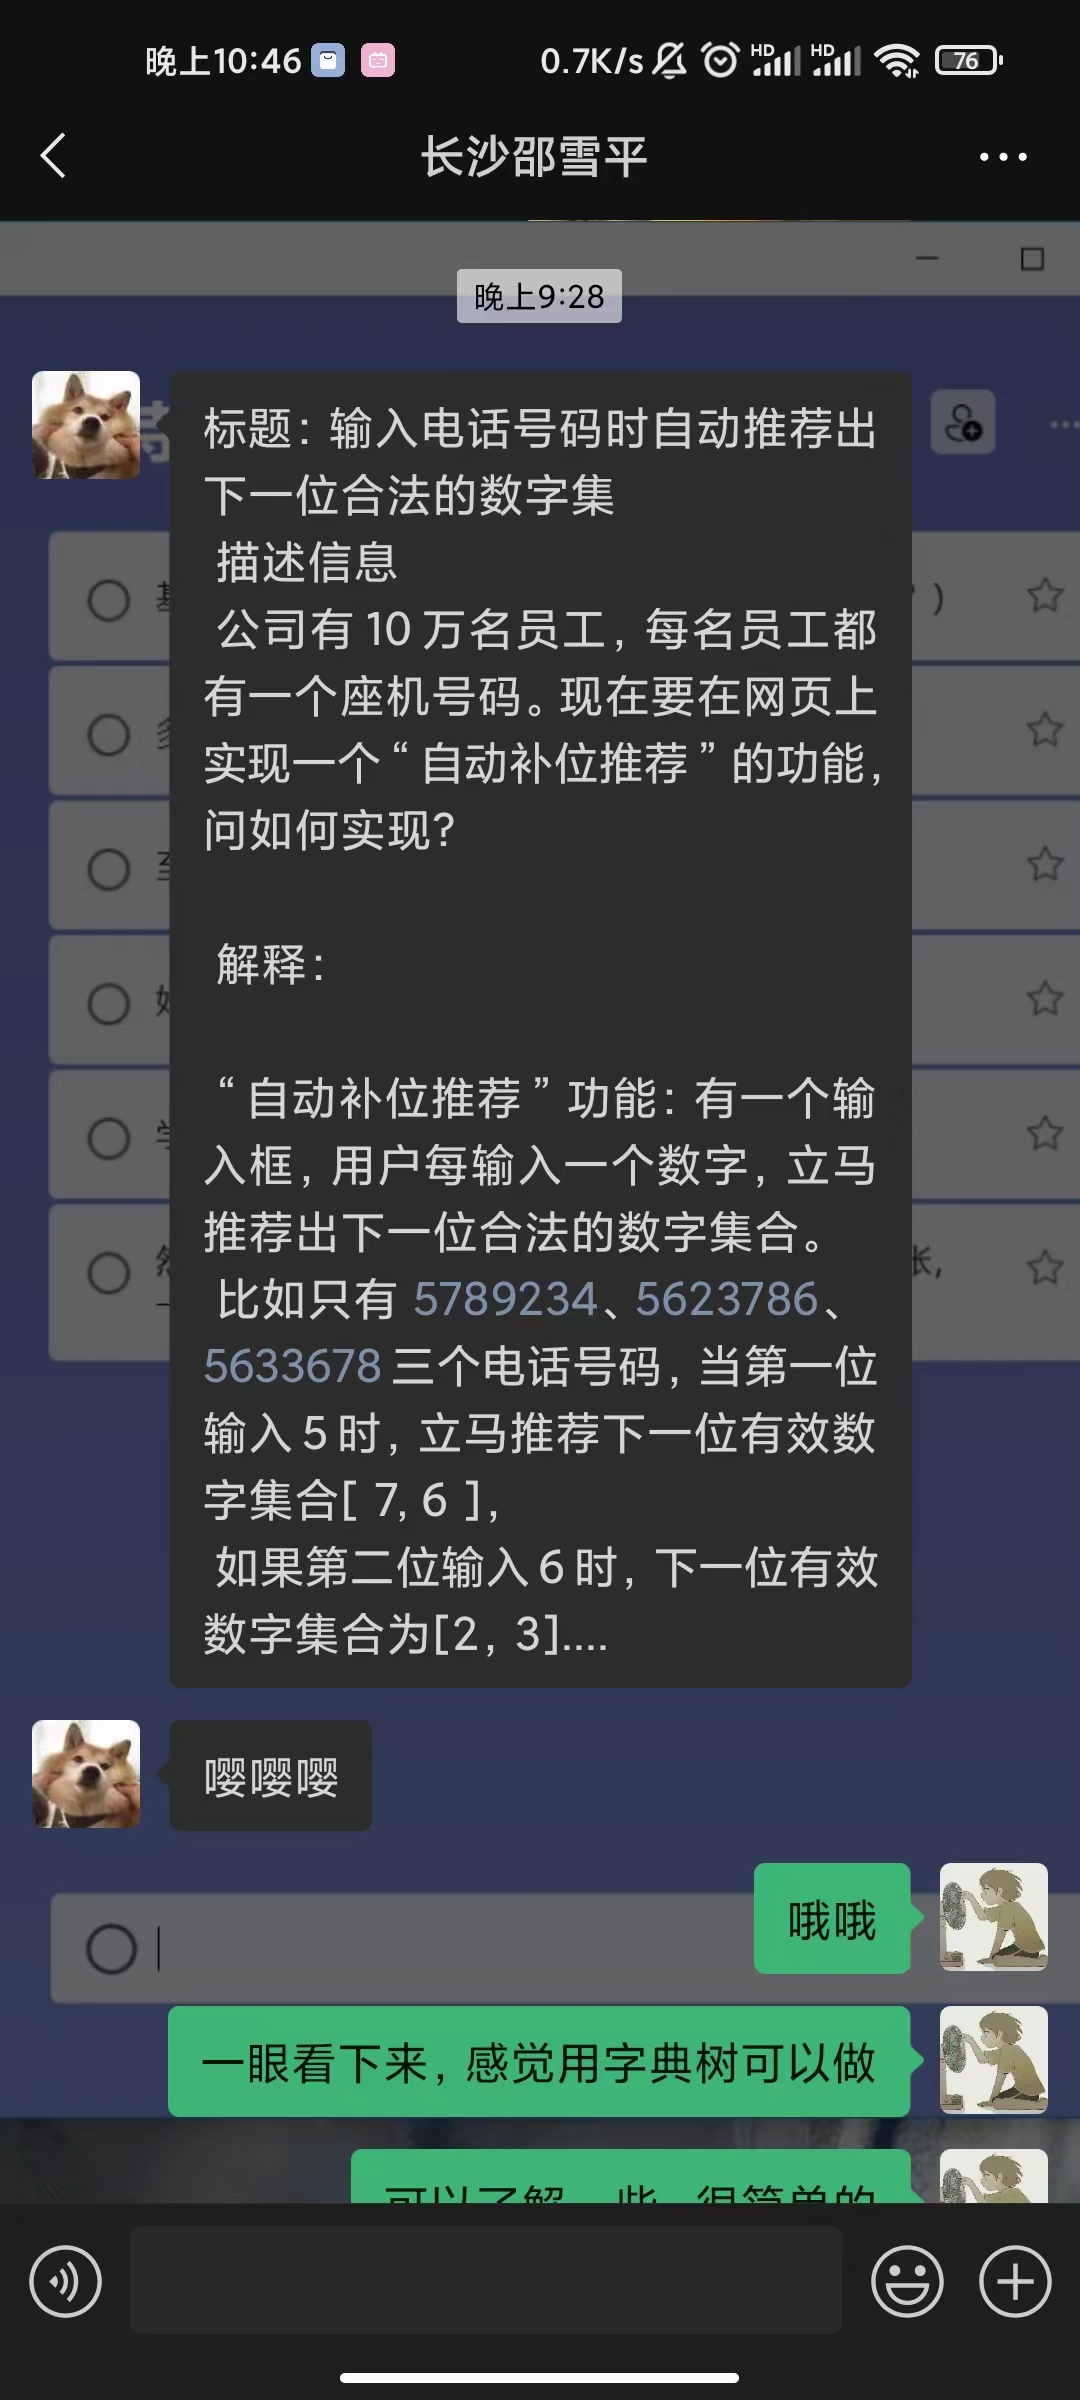 晚上10:46
0.7K/s
HD
HD
76
长沙邵雪平
晚上9:28
标题：输入电话号码时自动推荐出
下一位合法的数字集
描述信息
公司有 10 万名员工，每名员工都
有一个座机号码。现在要在网页上
实现一个“自动补位推荐”的功能，
问如何实现？
解释：
“自动补位推荐”功能：有一个输
入框，用户每输入一个数字，立马
推荐出下一位合法的数字集合。
比如只有 5789234、5623786、
5633678 三个电话号码，当第一位
输入 5 时，立马推荐下一位有效数
字集合[ 7, 6 ]，
如果第二位输入 6 时，下一位有效
数字集合为[2，3]....
嘤嘤嘤
哦哦
一眼看下来，感觉用字典树可以做